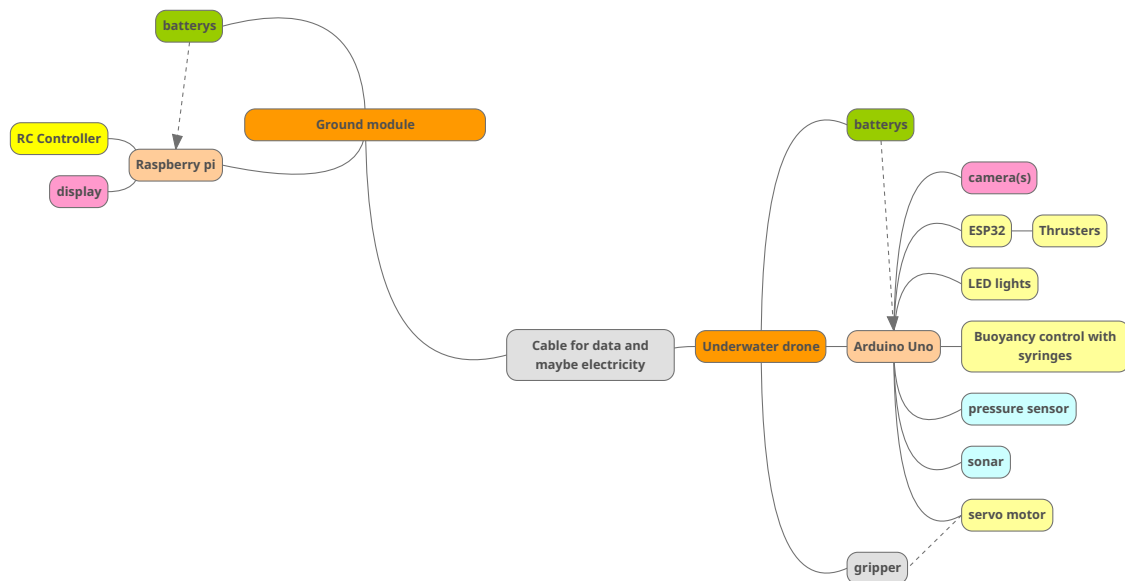 batterys
Ground module
RC Controller
Raspberry pi
display
Cable for data and
maybe electricity
Underwater drone
batterys
camera(s)
ESP32
Thrusters
LED lights
Arduino Uno
Buoyancy control with
syringes
pressure sensor
sonar
servo motor
gripper